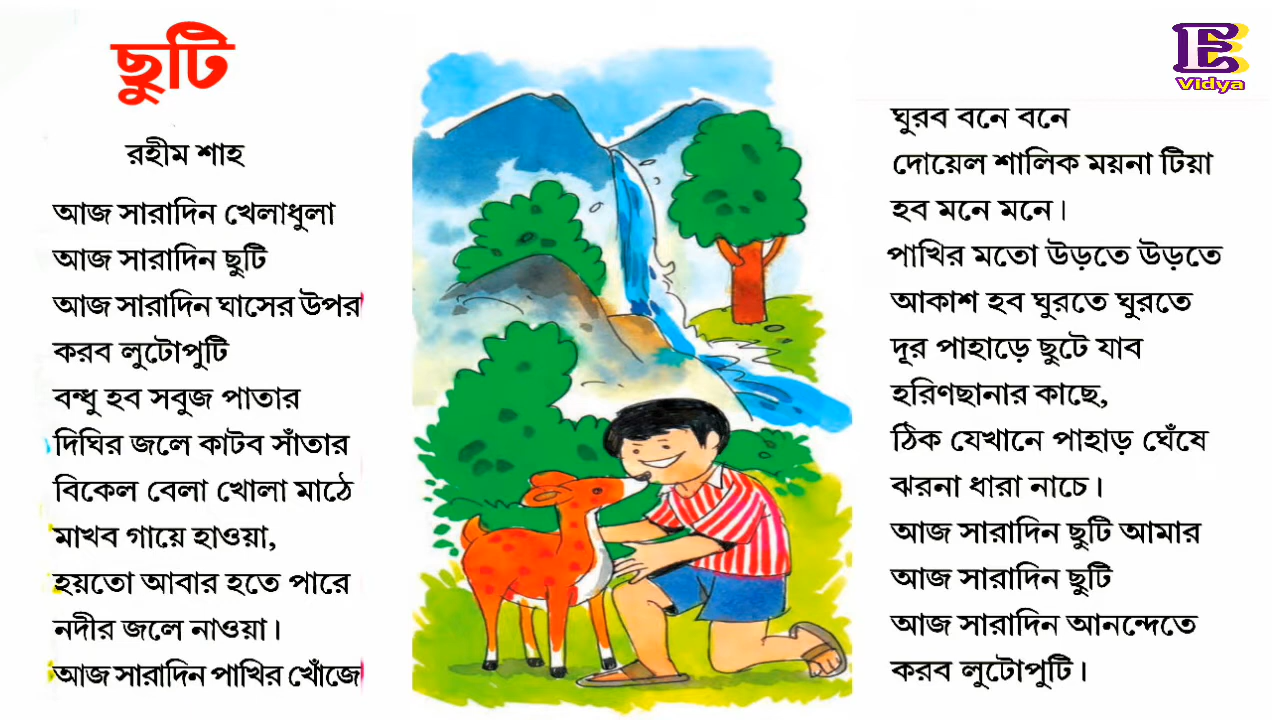 ছুটি
রহীম শাহ
আজ সারাদিন খেলাধুলা
আজ সারাদিন ছুটি
আজ সারাদিন ঘাসের উপর
করব লুটোপুটি
বন্ধু হব সবুজ পাতার
দিঘির জলে কাটব সাঁতার
বিকেল বেলা খোলা মাঠে
মাখব গায়ে হাওয়া,
হয়তো আবার হতে পারে
নদীর জলে নাওয়া।
আজ সারাদিন পাখির খোঁজে
ঘুরব বনে বনে
দোয়েল শালিক ময়না টিয়া
হব মনে মনে।
পাখির মতো উড়তে উড়তে
আকাশ হব ঘুরতে ঘুরতে
দূর পাহাড়ে ছুটে যাব
হরিণছানার কাছে,
ঠিক যেখানে পাহাড় ঘেঁষে
ঝরনা ধারা নাচে।
আজ সারাদিন ছুটি আমার
আজ সারাদিন ছুটি
আজ সারাদিন আনন্দেতে
করব লুটোপুটি।
E
Vidya